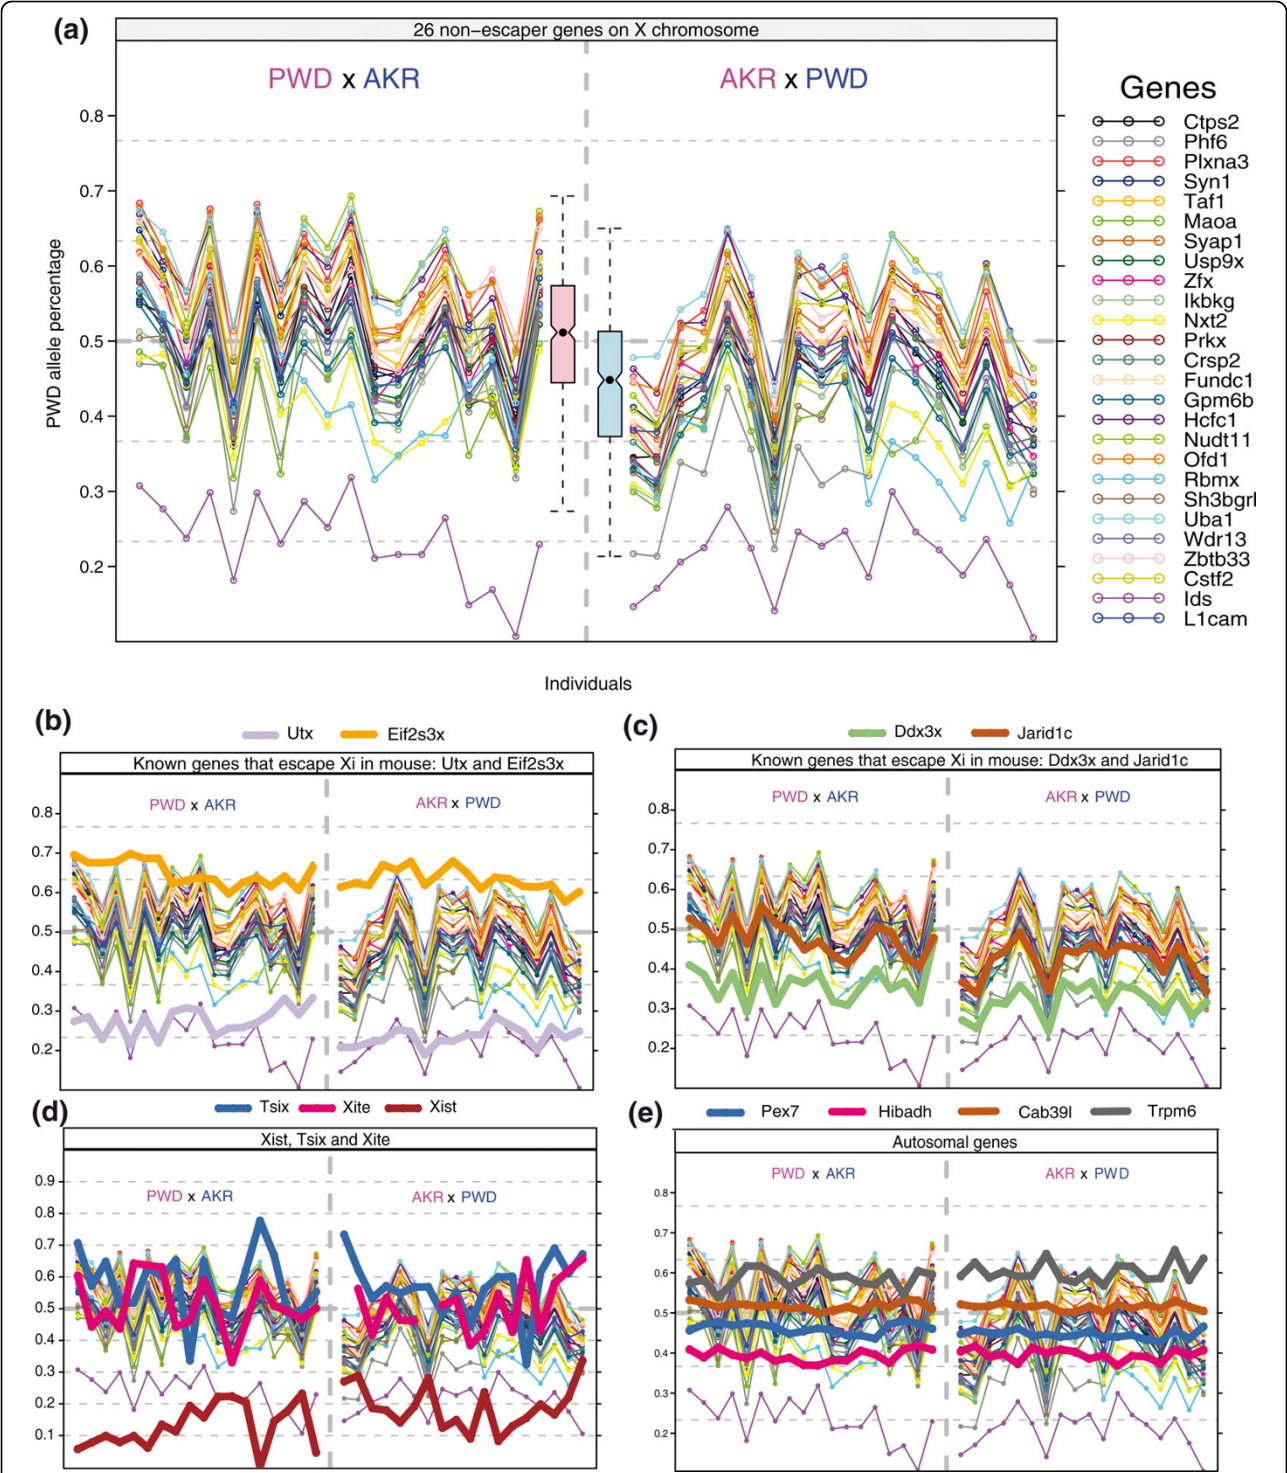 (a)
26 non−escaper genes on X chromosome
PWD x AKR
AKR x PWD
PWD allele percentage
0.8
0.7
0.6
0.5
0.4
0.3
0.2
Individuals
Genes
Ctps2
Phf6
Plxna3
Syn1
Taf1
Maoa
Syap1
Usp9x
Zfx
Ikbkg
Nxt2
Prkx
Crsp2
Fundc1
Gpm6b
Hcfc1
Nudt11
Ofd1
Rbmx
Sh3bgrl
Uba1
Wdr13
Zbtb33
Cstf2
Ids
L1cam
(b)
Utx Eif2s3x
Known genes that escape Xi in mouse: Utx and Eif2s3x
PWD x AKR
AKR x PWD
0.8
0.7
0.6
0.5
0.4
0.3
0.2
(c)
Ddx3x Jarid1c
Known genes that escape Xi in mouse: Ddx3x and Jarid1c
PWD x AKR
AKR x PWD
0.8
0.7
0.6
0.5
0.4
0.3
0.2
(d)
Tsix Xite Xist
Xist, Tsix and Xite
PWD x AKR
AKR x PWD
0.9
0.8
0.7
0.6
0.5
0.4
0.3
0.2
0.1
(e)
Pex7 Hibadh Cab39l Trpm6
Autosomal genes
PWD x AKR
AKR x PWD
0.8
0.7
0.6
0.5
0.4
0.3
0.2